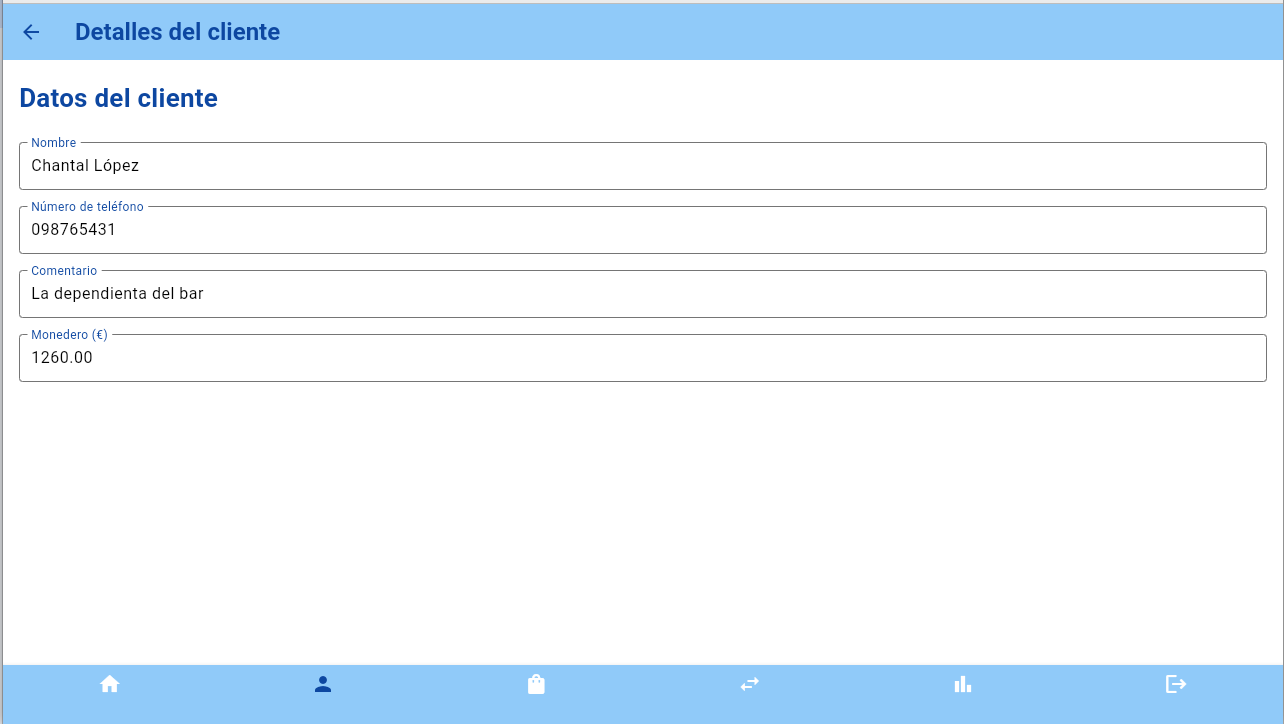 Detalles del cliente
Datos del cliente
Nombre
Chantal López
Número de teléfono
098765431
Comentario
La dependienta del bar
Monedero (€)
1260.00